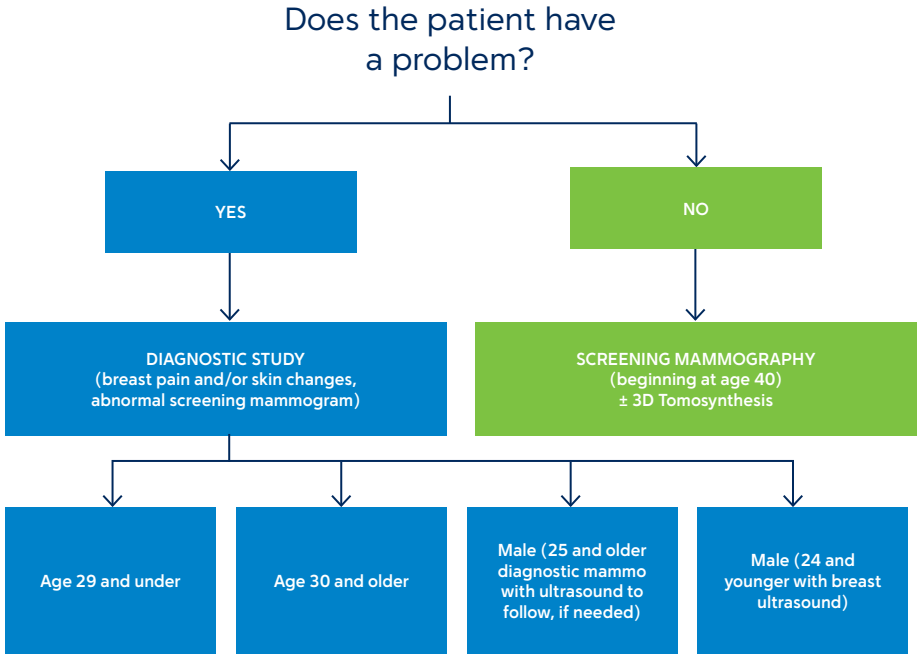 Does the patient have
a problem?
YES
NO
DIAGNOSTIC STUDY
(breast pain and/or skin changes,
abnormal screening mammogram)
SCREENING MAMMOGRAPHY
(beginning at age 40)
± 3D Tomosynthesis
Age 29 and under
Age 30 and older
Male (25 and older
diagnostic mammo
with ultrasound to
follow, if needed)
Male (24 and
younger with breast
ultrasound)